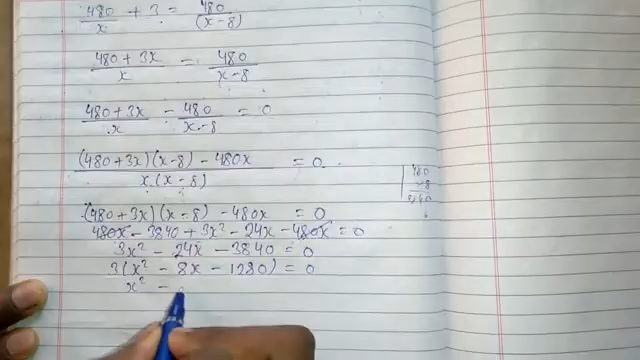 480/x + 3 = 480/(x-8)
480+3x/x = 480/x-8
480+3x/x - 480/x-8 = 0
(480+3x)(x-8) - 480x/x(x-8) = 0
(480+3x)(x-8) - 480x = 0
480x - 3840 + 3x² - 24x - 480x = 0
3x² - 24x - 3840 = 0
3(x² - 8x - 1280) = 0
x² -
480
8
3840